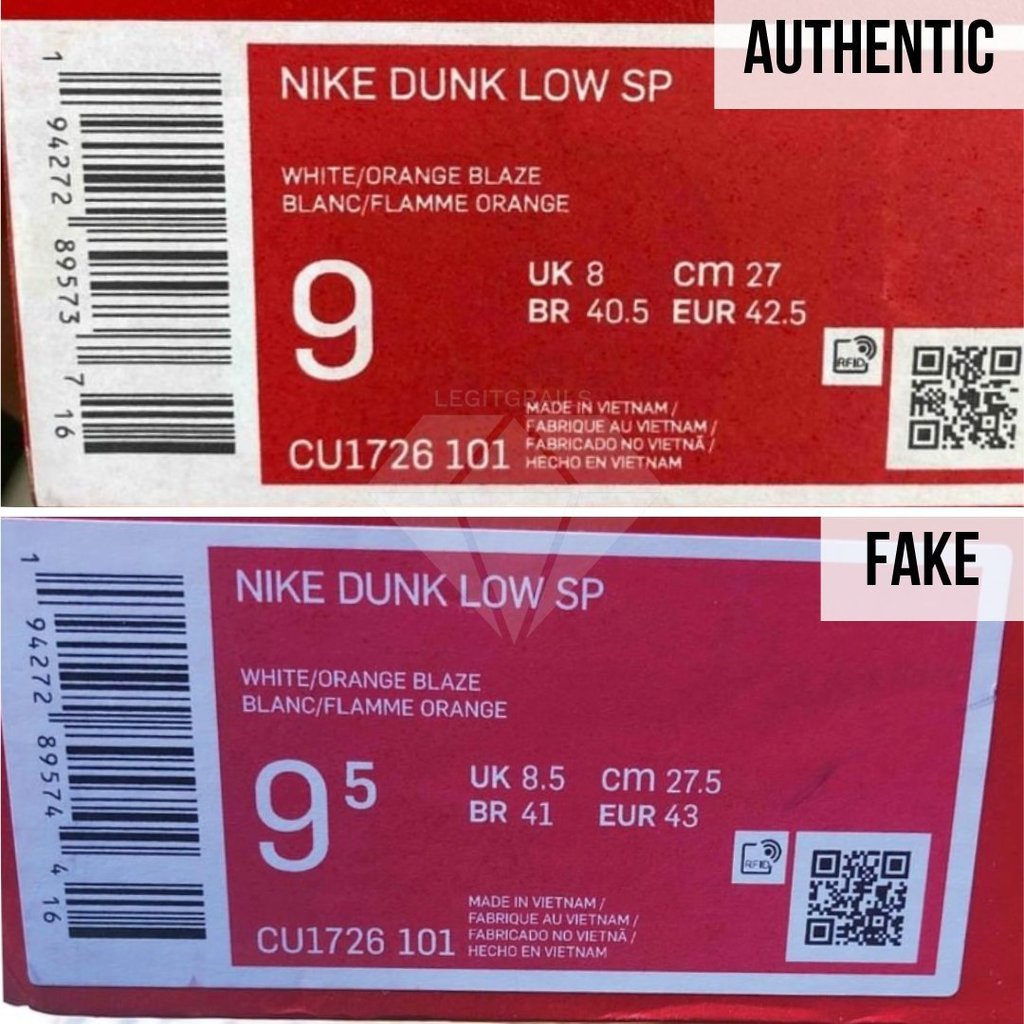 AUTHENTIC
NIKE DUNK LOW SP
WHITE/ORANGE BLAZE
BLANC/FLAMME ORANGE
9
UK 8 cm 27
BR 40.5 EUR 42.5
RFID
LEGITGRAILS
MADE IN VIETNAM /
FABRIQUE AU VIETNAM /
FABRICADO NO VIETNÃ /
HECHO EN VIETNAM
CU1726 101
1 94272 89573 7 16
FAKE
NIKE DUNK LOW SP
WHITE/ORANGE BLAZE
BLANC/FLAMME ORANGE
9 5
UK 8.5 cm 27.5
BR 41 EUR 43
RFID
MADE IN VIETNAM /
FABRIQUE AU VIETNAM /
FABRICADO NO VIETNÃ /
HECHO EN VIETNAM
CU1726 101
1 94272 89574 4 16